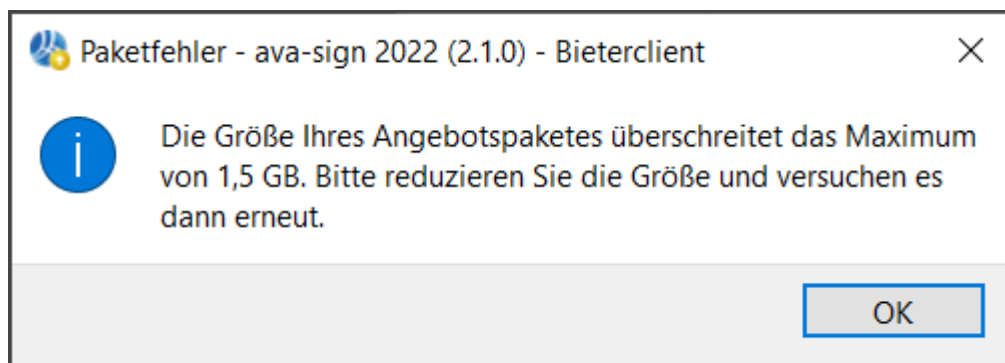 Paketfehler - ava-sign 2022 (2.1.0) - Bieterclient
Die Größe Ihres Angebotspaketes überschreitet das Maximum
von 1,5 GB. Bitte reduzieren Sie die Größe und versuchen es
dann erneut.
OK